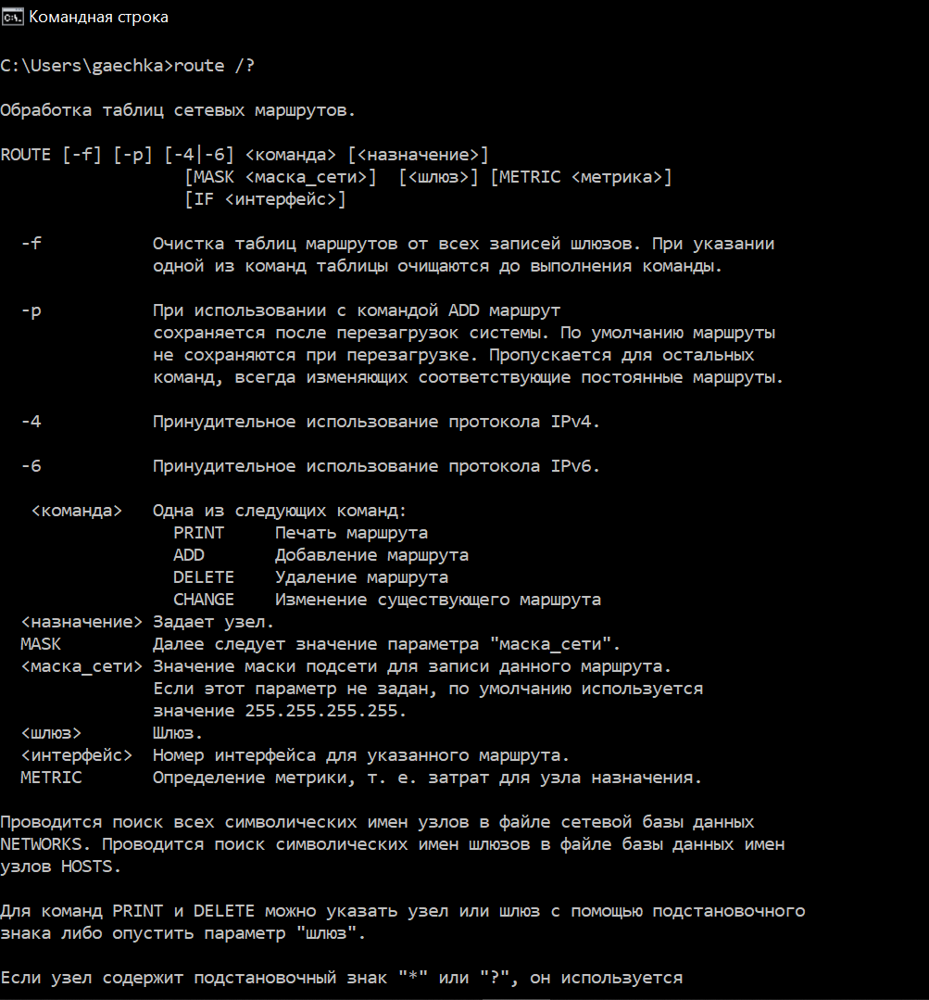 Командная строка
C:\Users\gaechka>route /?
Обработка таблиц сетевых маршрутов.
ROUTE [-f] [-p] [-4|-6] <команда> [<назначение>]
[MASK <маска_сети>]  [<шлюз>] [METRIC <метрика>]
[IF <интерфейс>]
-f           Очистка таблиц маршрутов от всех записей шлюзов. При указании
одной из команд таблицы очищаются до выполнения команды.
-p           При использовании с командой ADD маршрут
сохраняется после перезагрузок системы. По умолчанию маршруты
не сохраняются при перезагрузке. Пропускается для остальных
команд, всегда изменяющих соответствующие постоянные маршруты.
-4           Принудительное использование протокола IPv4.
-6           Принудительное использование протокола IPv6.
<команда>   Одна из следующих команд:
PRINT     Печать маршрута
ADD       Добавление маршрута
DELETE    Удаление маршрута
CHANGE    Изменение существующего маршрута
<назначение> Задает узел.
MASK         Далее следует значение параметра "маска_сети".
<маска_сети> Значение маски подсети для записи данного маршрута.
Если этот параметр не задан, по умолчанию используется
значение 255.255.255.255.
<шлюз>       Шлюз.
<интерфейс>  Номер интерфейса для указанного маршрута.
METRIC       Определение метрики, т. е. затрат для узла назначения.
Проводится поиск всех символических имен узлов в файле сетевой базы данных
NETWORKS. Проводится поиск символических имен шлюзов в файле базы данных имен
узлов HOSTS.
Для команд PRINT и DELETE можно указать узел или шлюз с помощью подстановочного
знака либо опустить параметр "шлюз".
Если узел содержит подстановочный знак "*" или "?", он используется